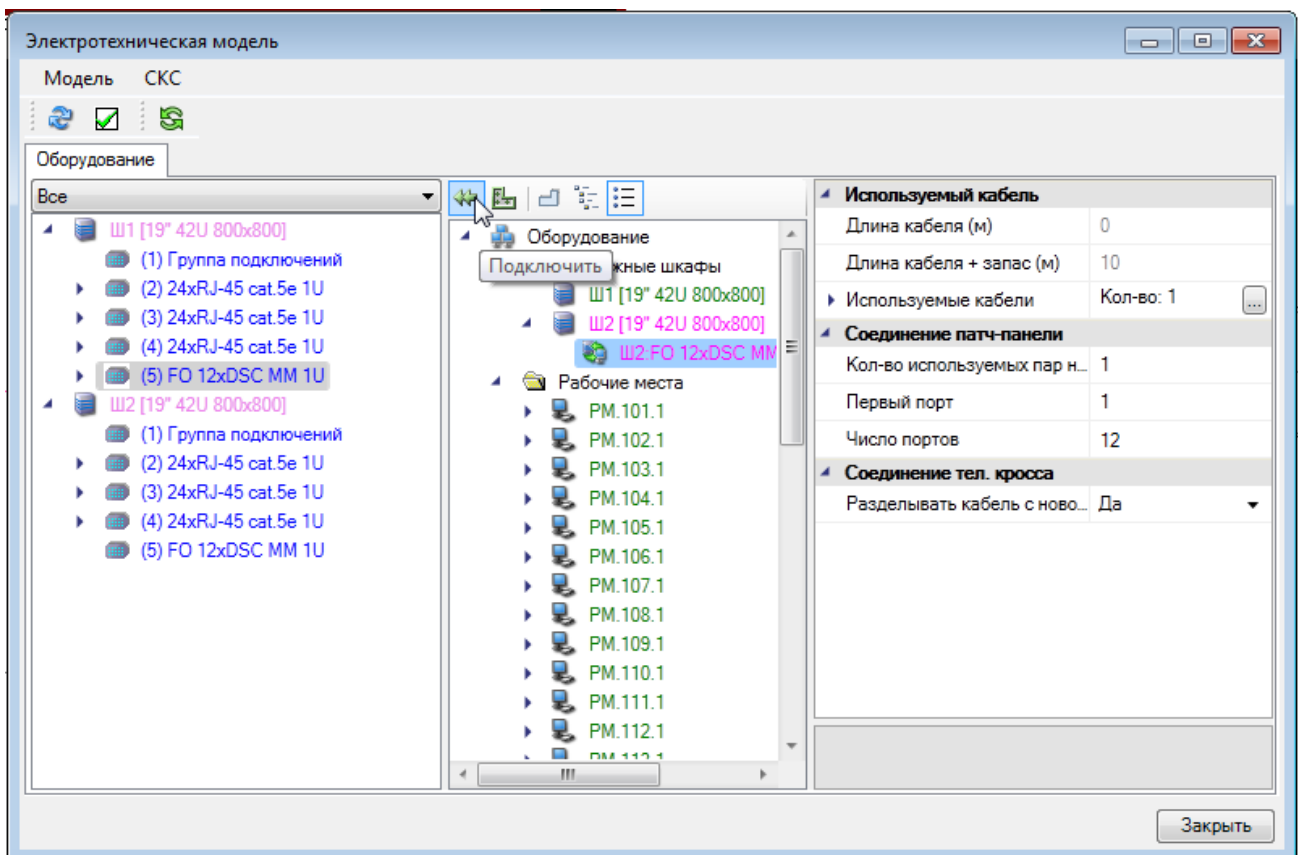 Электротехническая модель
Модель СКС
Оборудование
Все
Ш1 [19" 42U 800x800]
(1) Группа подключений
(2) 24xRJ-45 cat.5e 1U
(3) 24xRJ-45 cat.5e 1U
(4) 24xRJ-45 cat.5e 1U
(5) FO 12xDSC MM 1U
Ш2 [19" 42U 800x800]
(1) Группа подключений
(2) 24xRJ-45 cat.5e 1U
(3) 24xRJ-45 cat.5e 1U
(4) 24xRJ-45 cat.5e 1U
(5) FO 12xDSC MM 1U
Оборудование
Подключить жные шкафы
Ш1 [19" 42U 800x800]
Ш2 [19" 42U 800x800]
Ш2:FO 12xDSC MM
Рабочие места
РМ.101.1
РМ.102.1
РМ.103.1
РМ.104.1
РМ.105.1
РМ.106.1
РМ.107.1
РМ.108.1
РМ.109.1
РМ.110.1
РМ.111.1
РМ.112.1
Используемый кабель
Длина кабеля (м) 0
Длина кабеля + запас (м) 10
Используемые кабели Кол-во: 1 ...
Соединение патч-панели
Кол-во используемых пар н... 1
Первый порт 1
Число портов 12
Соединение тел. кросса
Разделывать кабель с ново... Да
Закрыть